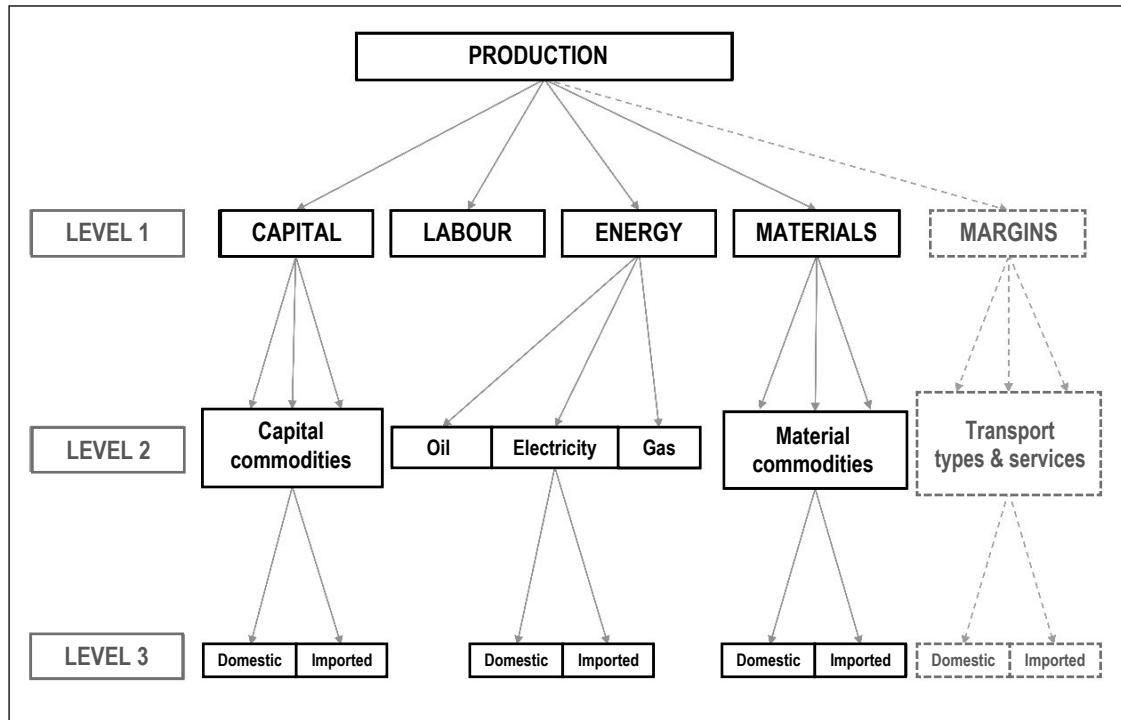 PRODUCTION
LEVEL 1
CAPITAL
LABOUR
ENERGY
MATERIALS
MARGINS
LEVEL 2
Capital
commodities
Oil
Electricity
Gas
Material
commodities
Transport
types & services
LEVEL 3
Domestic
Imported
Domestic
Imported
Domestic
Imported
Domestic
Imported